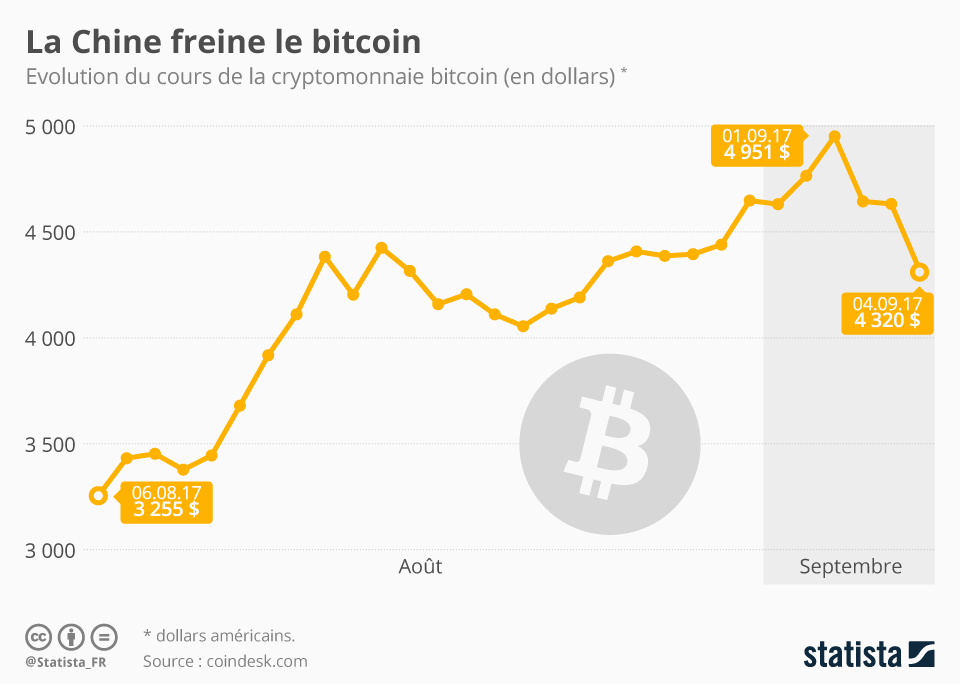 La Chine freine le bitcoin
Evolution du cours de la cryptomonnaie bitcoin (en dollars) *
5 000
4 500
4 000
3 500
3 000
01.09.17
4 951 $
04.09.17
4 320 $
06.08.17
3 255 $
Août
Septembre
cc
@Statista_FR
* dollars américains.
Source : coindesk.com
statista